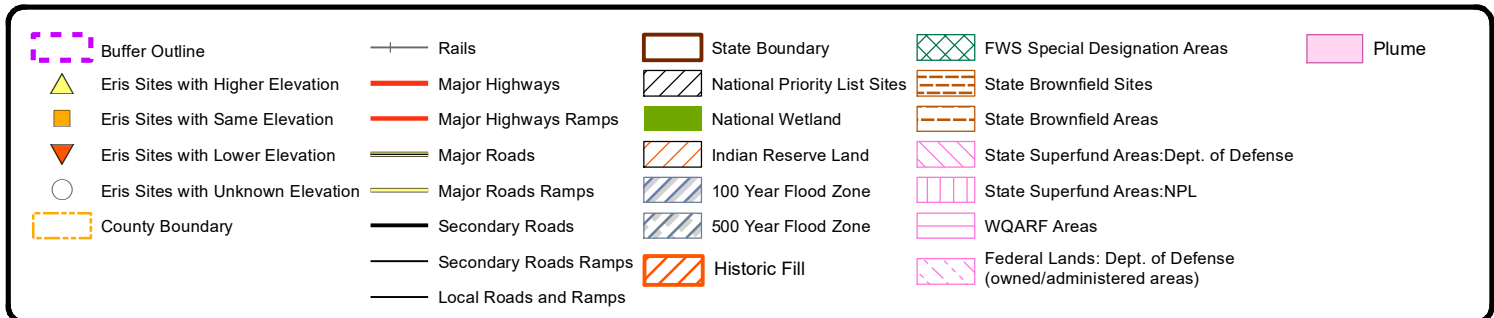 Buffer Outline
Eris Sites with Higher Elevation
Eris Sites with Same Elevation
Eris Sites with Lower Elevation
Eris Sites with Unknown Elevation
County Boundary
Rails
Major Highways
Major Highways Ramps
Major Roads
Major Roads Ramps
Secondary Roads
Secondary Roads Ramps
Local Roads and Ramps
State Boundary
National Priority List Sites
National Wetland
Indian Reserve Land
100 Year Flood Zone
500 Year Flood Zone
Historic Fill
FWS Special Designation Areas
State Brownfield Sites
State Brownfield Areas
State Superfund Areas:Dept. of Defense
State Superfund Areas:NPL
WQARF Areas
Federal Lands: Dept. of Defense
(owned/administered areas)
Plume